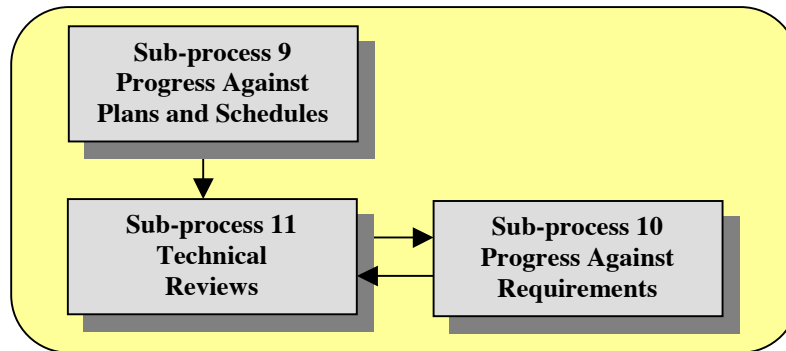 Sub-process 9
Progress Against
Plans and Schedules
Sub-process 11
Technical
Reviews
Sub-process 10
Progress Against
Requirements